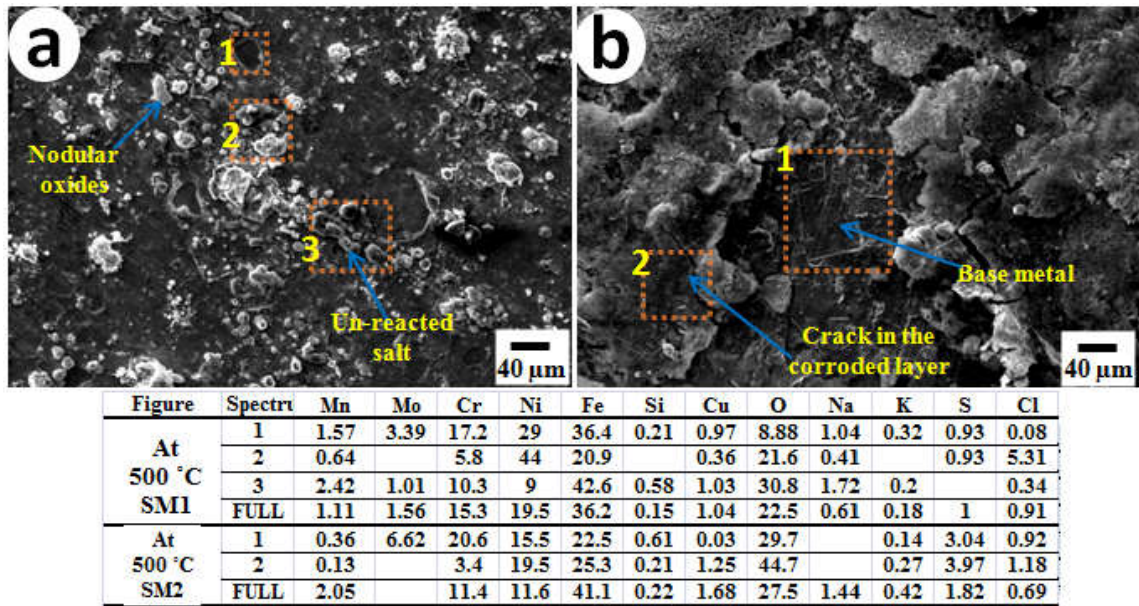 a
1
2
3
Nodular
oxides
Un-reacted
salt
40 µm
b
1
2
Base metal
Crack in the
corroded layer
40 µm
Figure Spectru Mn Mo Cr Ni Fe Si Cu O Na K S Cl
At
500 ˚C
SM1
1 1.57 3.39 17.2 29 36.4 0.21 0.97 8.88 1.04 0.32 0.93 0.08
2 0.64 5.8 44 20.9 0.36 21.6 0.41 0.93 5.31
3 2.42 1.01 10.3 9 42.6 0.58 1.03 30.8 1.72 0.2 0.34
FULL 1.11 1.56 15.3 19.5 36.2 0.15 1.04 22.5 0.61 0.18 1 0.91
At
500 ˚C
SM2
1 0.36 6.62 20.6 15.5 22.5 0.61 0.03 29.7 0.14 3.04 0.92
2 0.13 3.4 19.5 25.3 0.21 1.25 44.7 0.27 3.97 1.18
FULL 2.05 11.4 11.6 41.1 0.22 1.68 27.5 1.44 0.42 1.82 0.69